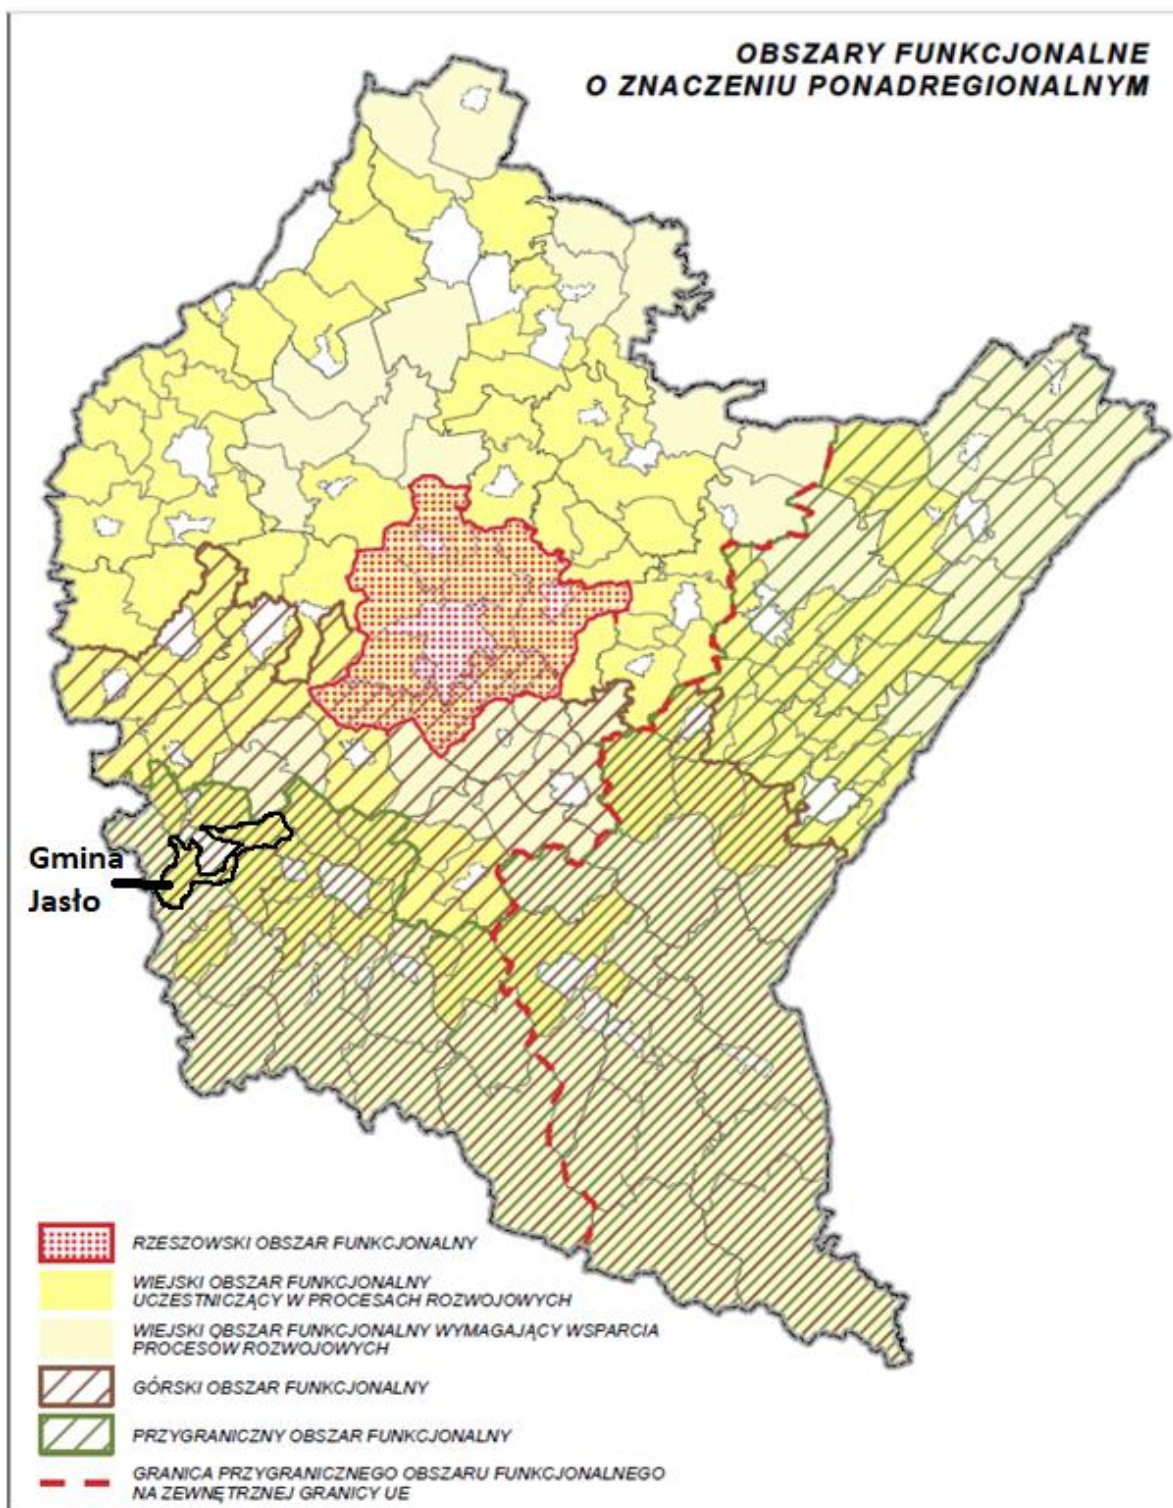 OBSZARY FUNKCJONALNE
O ZNACZENIU PONADREGIONALNYM
Gmina
Jasło
RZESZOWSKI OBSZAR FUNKCJONALNY
WIEJSKI OBSZAR FUNKCJONALNY
UCZESTNICZĄCY W PROCESACH ROZWOJOWYCH
WIEJSKI OBSZAR FUNKCJONALNY WYMAGAJĄCY WSPARCIA
PROCESÓW ROZWOJOWYCH
GÓRSKI OBSZAR FUNKCJONALNY
PRZYGRANICZNY OBSZAR FUNKCJONALNY
GRANICA PRZYGRANICZNEGO OBSZARU FUNKCJONALNEGO
NA ZEWNĘTRZNEJ GRANICY UE